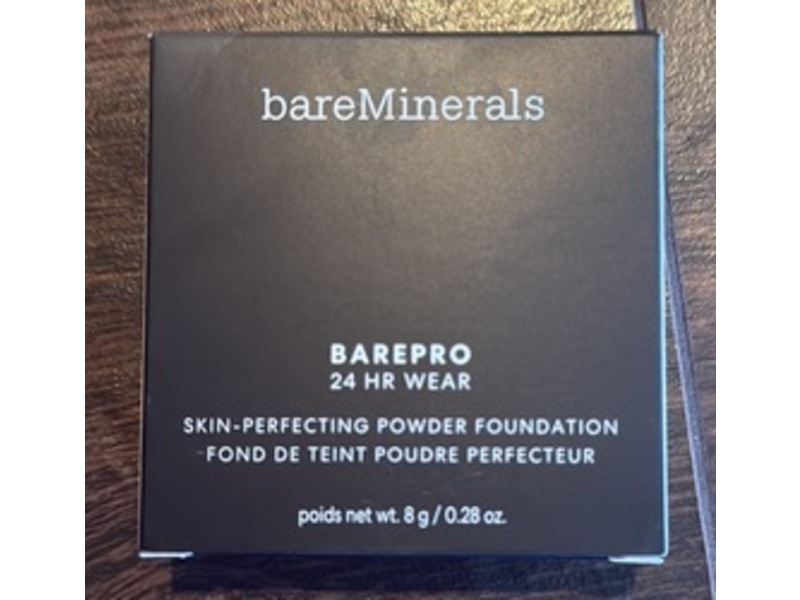 bareMinerals
BAREPRO
24 HR WEAR
SKIN-PERFECTING POWDER FOUNDATION
FOND DE TEINT POUDRE PERFECTEUR
poids net wt. 8 g / 0.28 oz.